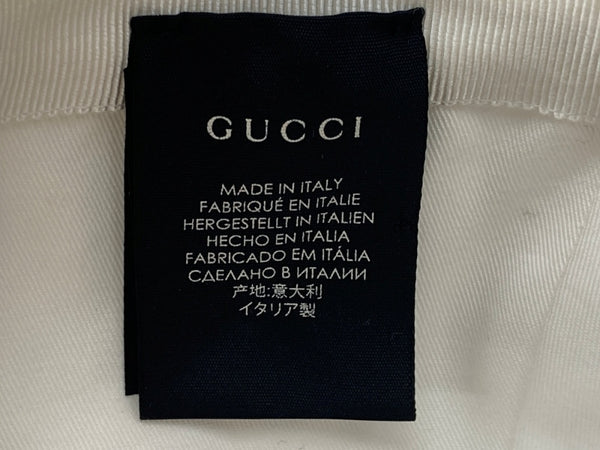 GUCCI
MADE IN ITALY
FABRIQUÉ EN ITALIE
HERGESTELLT IN ITALIEN
HECHO EN ITALIA
FABRICADO EM ITÁLIA
СДЕЛАНО В ИТАЛИИ
产地:意大利
イタリア製